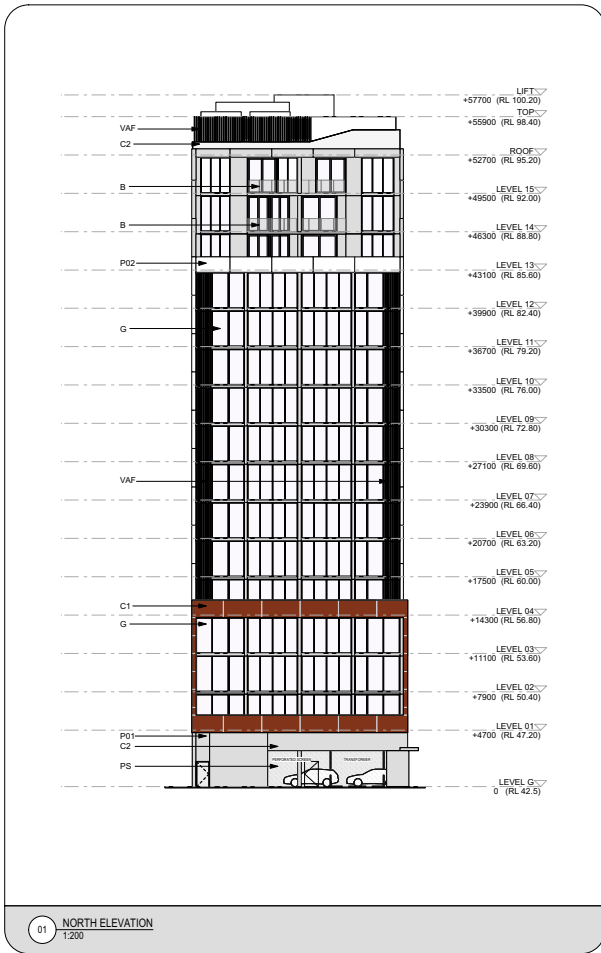 LIFT
+57700 (RL 100.20)
TOP
+55900 (RL 98.40)
VAF
C2
ROOF
+52700 (RL 95.20)
B
LEVEL 15
+49500 (RL 92.00)
B
LEVEL 14
+46300 (RL 88.80)
P02
LEVEL 13
+43100 (RL 85.60)
LEVEL 12
+39900 (RL 82.40)
G
LEVEL 11
+36700 (RL 79.20)
LEVEL 10
+33500 (RL 76.00)
LEVEL 09
+30300 (RL 72.80)
LEVEL 08
+27100 (RL 69.60)
VAF
LEVEL 07
+23900 (RL 66.40)
LEVEL 06
+20700 (RL 63.20)
LEVEL 05
+17500 (RL 60.00)
C1
LEVEL 04
+14300 (RL 56.80)
G
LEVEL 03
+11100 (RL 53.60)
LEVEL 02
+7900 (RL 50.40)
LEVEL 01
+4700 (RL 47.20)
P01
C2
PERFORATED SCREEN
TRANSFORMER
PS
LEVEL G
0 (RL 42.5)
01
NORTH ELEVATION
1:200